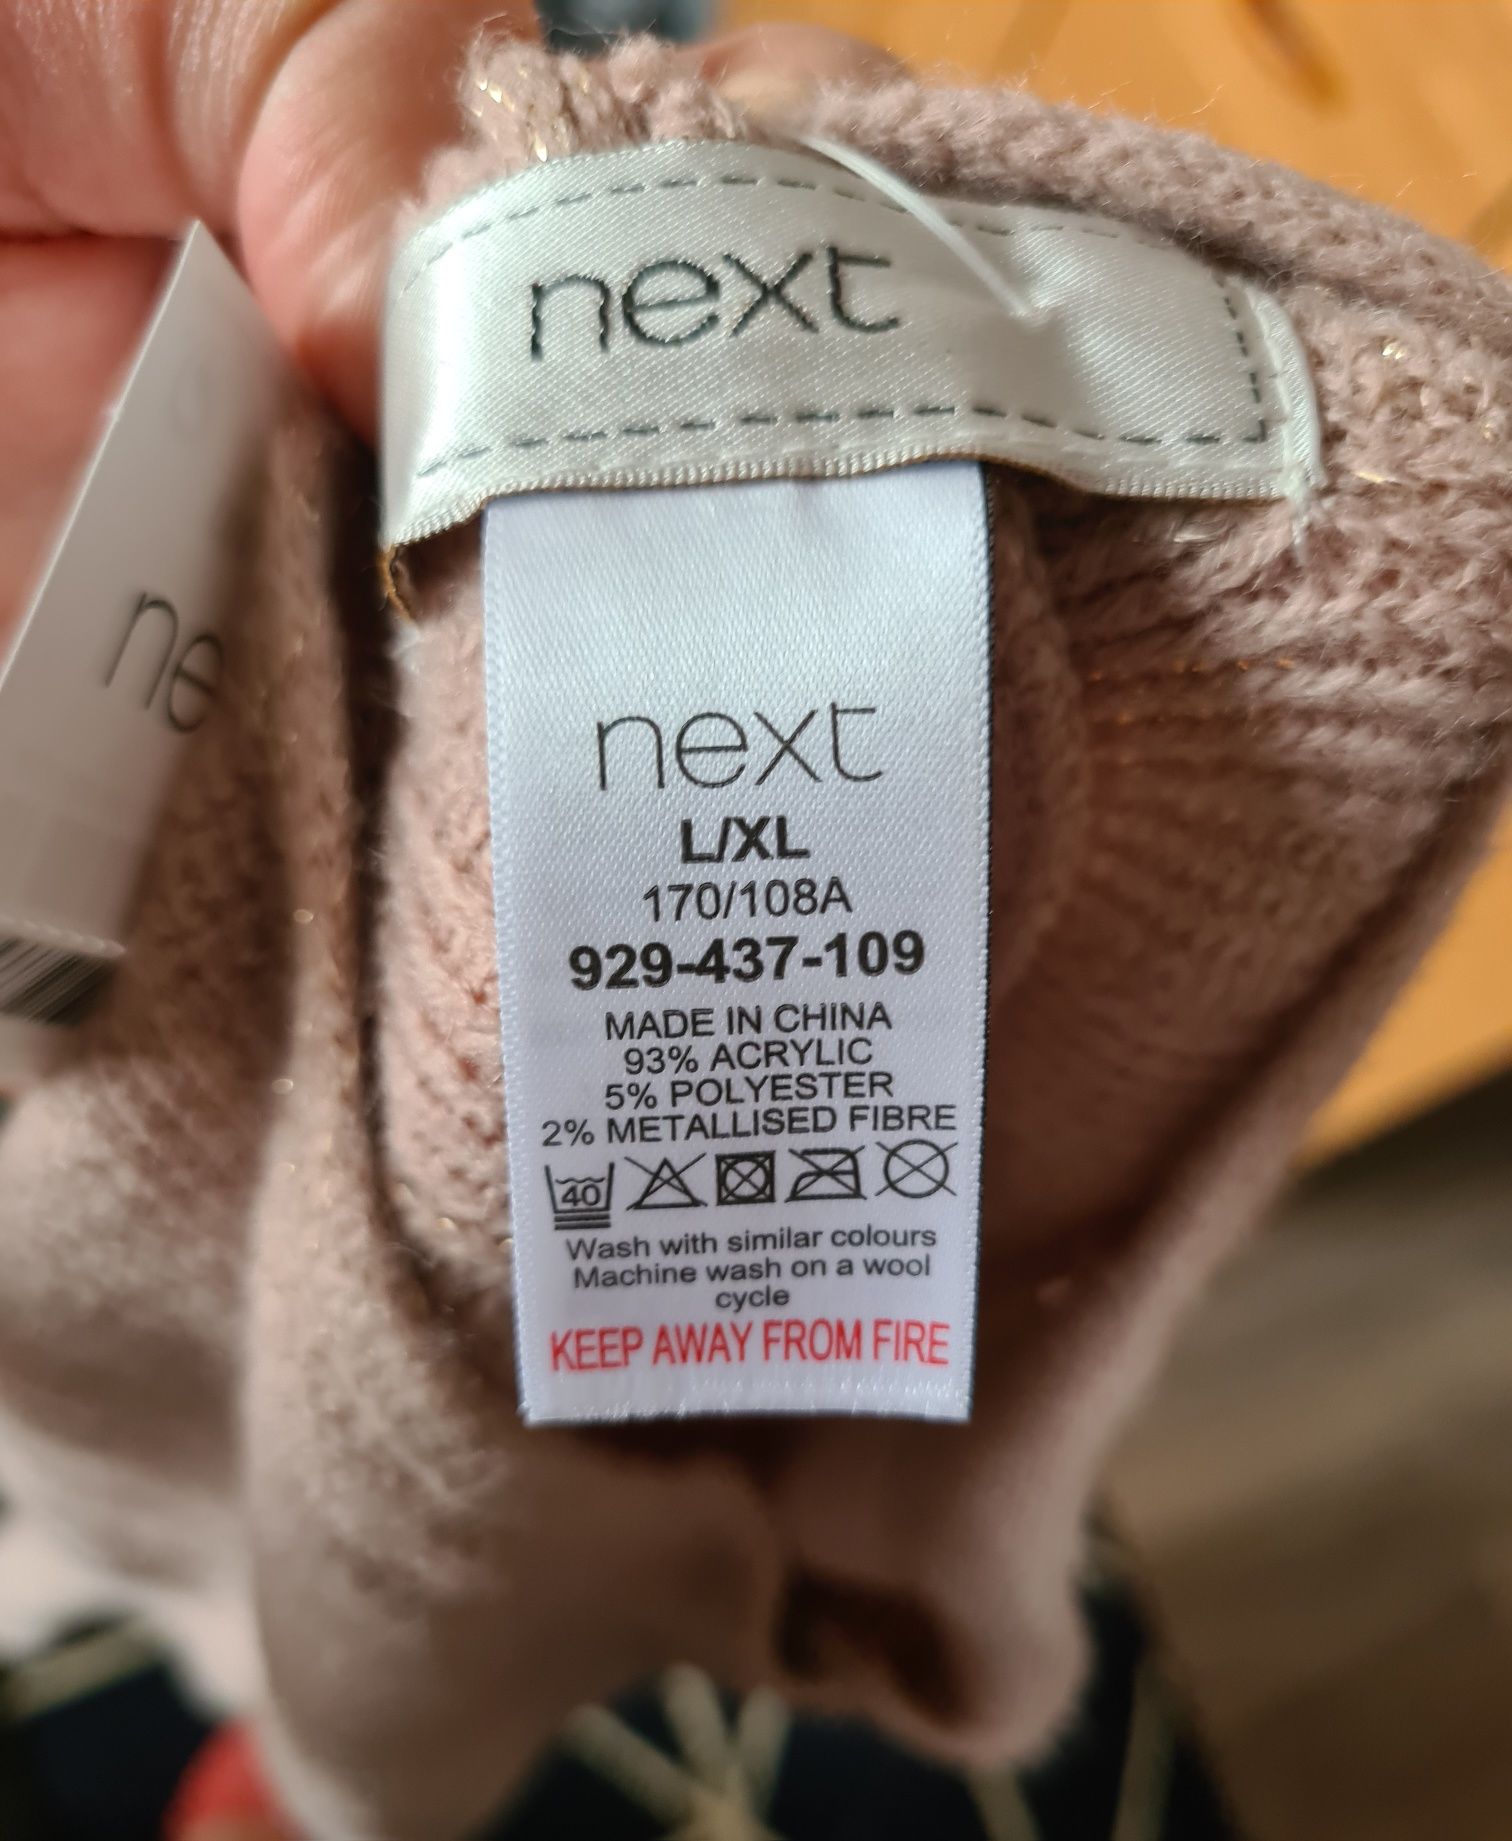 next
ne
next
L/XL
170/108A
929-437-109
MADE IN CHINA
93% ACRYLIC
5% POLYESTER
2% METALLISED FIBRE
40
Wash with similar colours
Machine wash on a wool
cycle
KEEP AWAY FROM FIRE